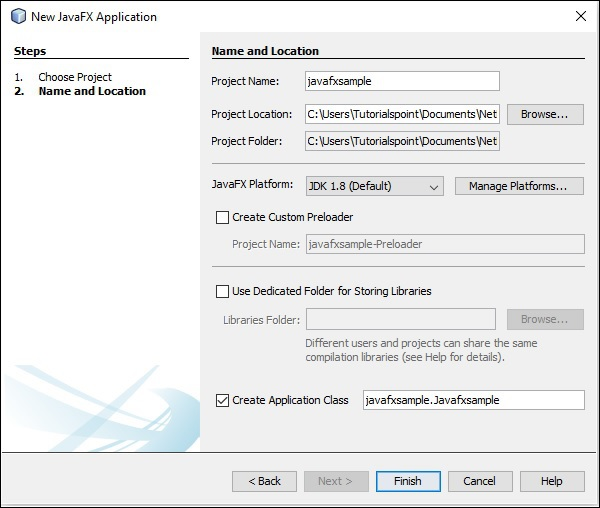 New JavaFX Application
Steps
1. Choose Project
2. Name and Location
Name and Location
Project Name: javafxsample
Project Location: C:\Users\Tutorialspoint\Documents\Net Browse...
Project Folder: C:\Users\Tutorialspoint\Documents\Net
JavaFX Platform: JDK 1.8 (Default) Manage Platforms...
Create Custom Preloader
Project Name: javafxsample-Preloader
Use Dedicated Folder for Storing Libraries
Libraries Folder: Browse...
Different users and projects can share the same
compilation libraries (see Help for details).
Create Application Class javafxsample.Javafxsample
< Back Next > Finish Cancel Help